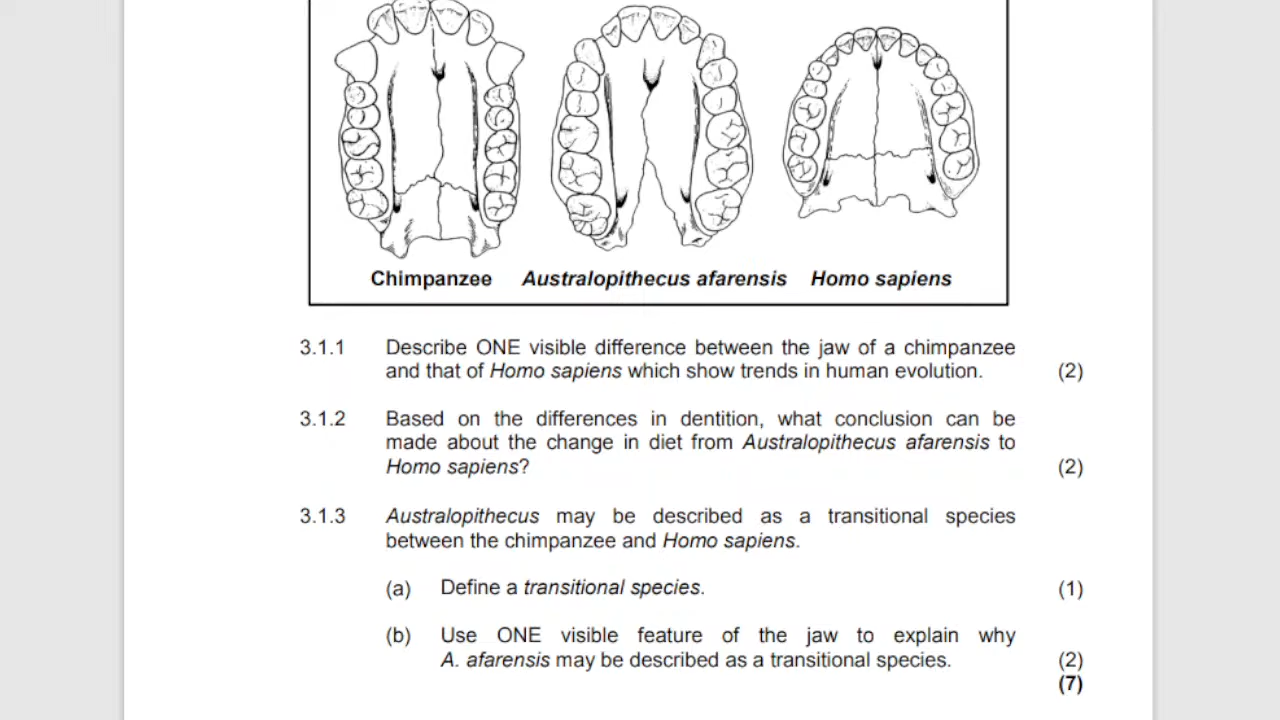 Chimpanzee Australopithecus afarensis Homo sapiens
3.1.1 Describe ONE visible difference between the jaw of a chimpanzee
and that of Homo sapiens which show trends in human evolution. (2)
3.1.2 Based on the differences in dentition, what conclusion can be
made about the change in diet from Australopithecus afarensis to
Homo sapiens? (2)
3.1.3 Australopithecus may be described as a transitional species
between the chimpanzee and Homo sapiens.
(a) Define a transitional species. (1)
(b) Use ONE visible feature of the jaw to explain why
A. afarensis may be described as a transitional species. (2)
(7)